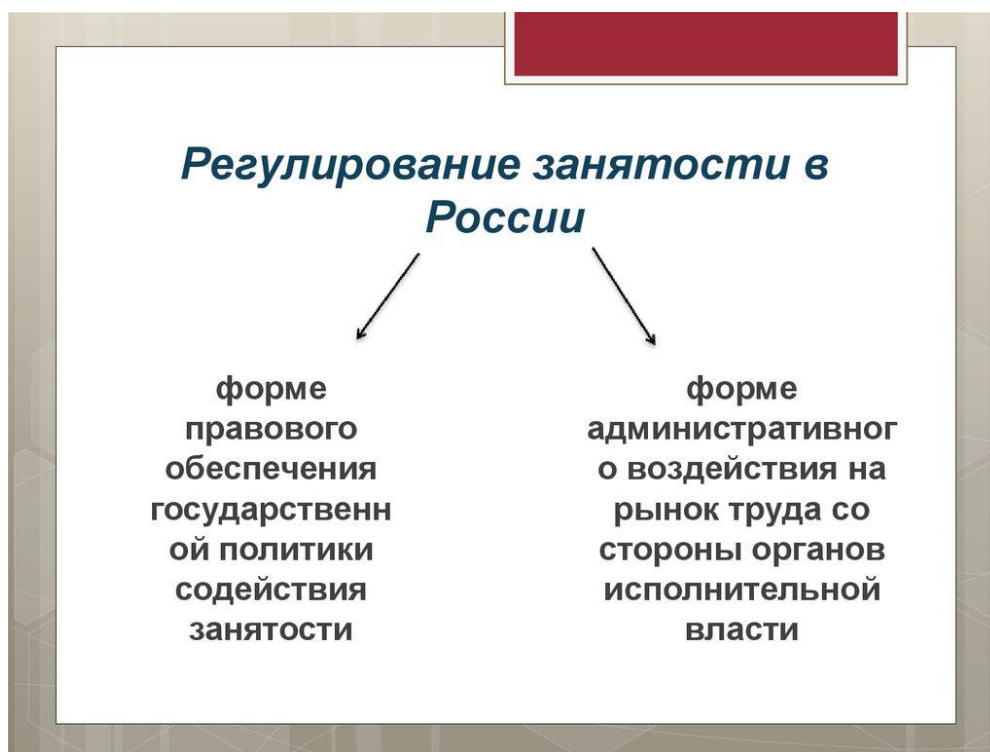 Регулирование занятости в
России
форме
правового
обеспечения
государственн
ой политики
содействия
занятости
форме
административног
о воздействия на
рынок труда со
стороны органов
исполнительной
власти